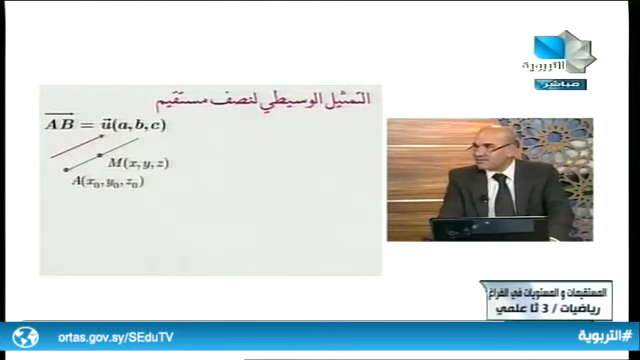 التربوية
مباشر
التمثيل الوسيطي لنصف مستقيم
AB = u(a, b, c)
M(x, y, z)
A(x₀, y₀, z₀)
المستقيمات و المستويات في الفراغ
رياضيات / 3 ثا علمي
ortas.gov.sy/SEduTV
#التربوية